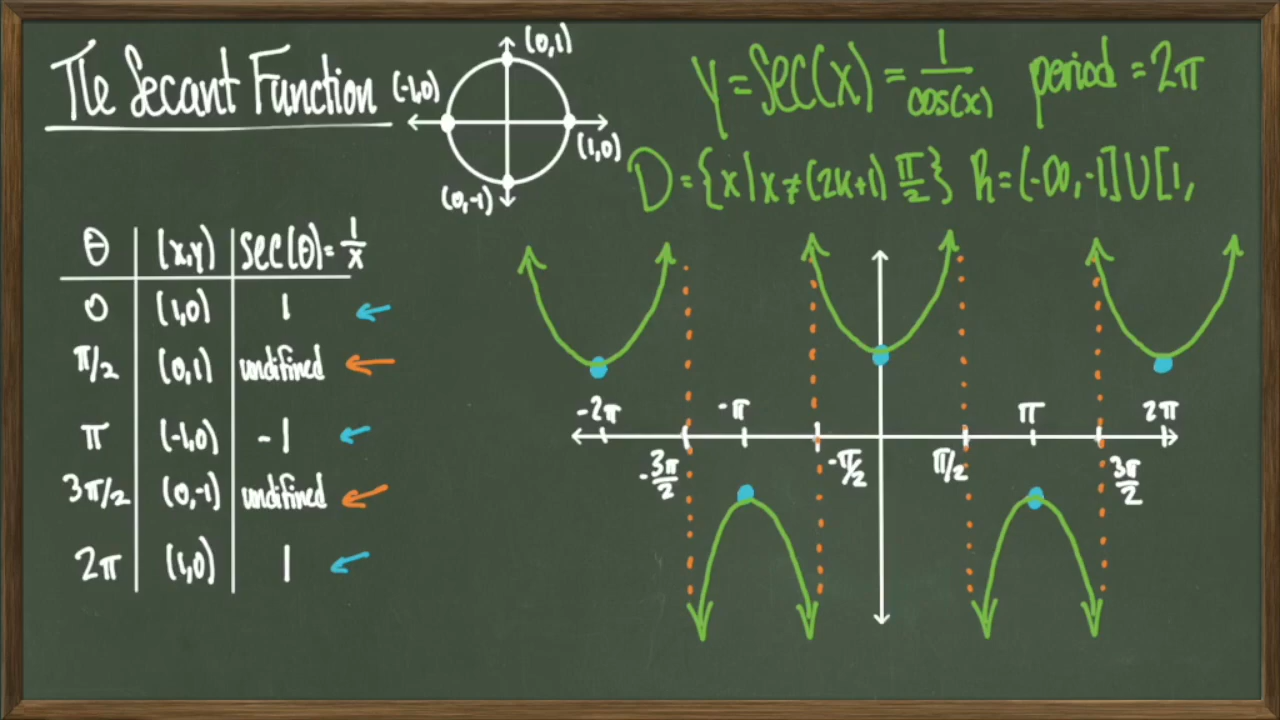 The Secant Function
(0,1)
(-1,0)
(1,0)
(0,-1)
y = sec(x) = 1/cos(x) period = 2π
D = {x | x ≠ (2k+1) π/2} R = (-∞, -1] U [1,
θ (x,y) sec(θ) = 1/x
0 (1,0) 1
π/2 (0,1) undifined
π (-1,0) -1
3π/2 (0,-1) undifined
2π (1,0) 1
-2π -π π 2π
-3π/2 -π/2 π/2 3π/2